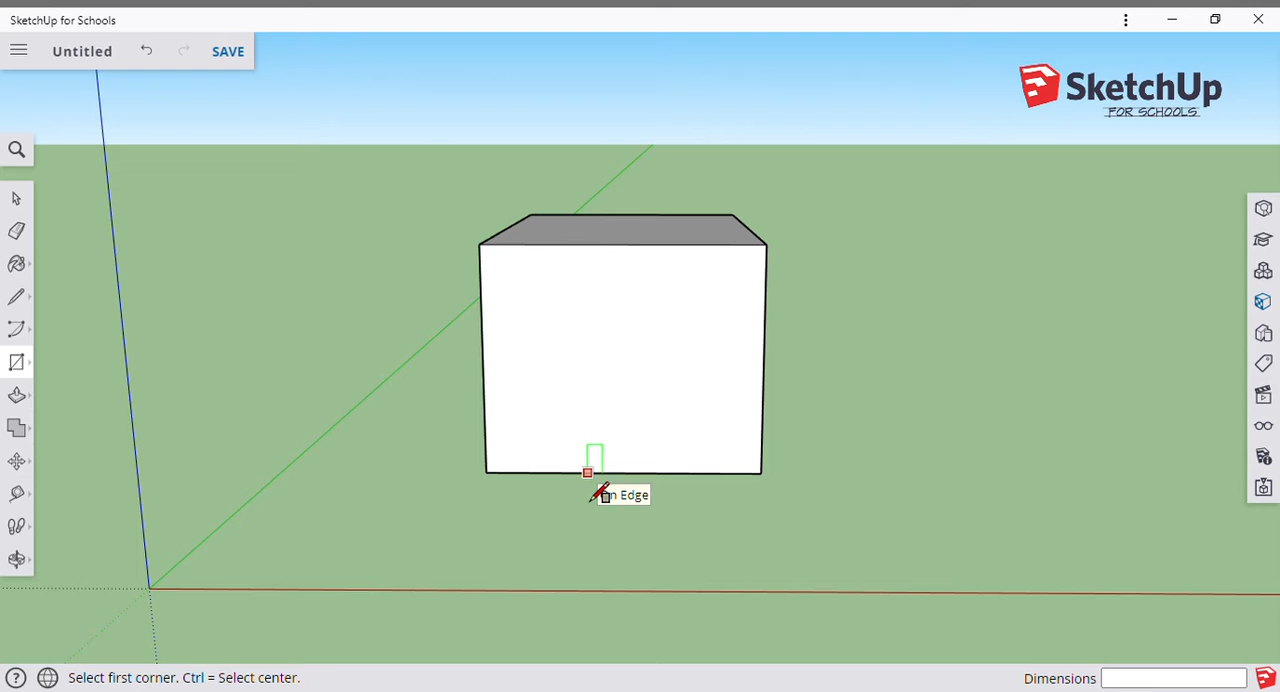 SketchUp for Schools
Untitled
SAVE
SketchUp
FOR SCHOOLS
Edge
Select first corner. Ctrl = Select center.
Dimensions